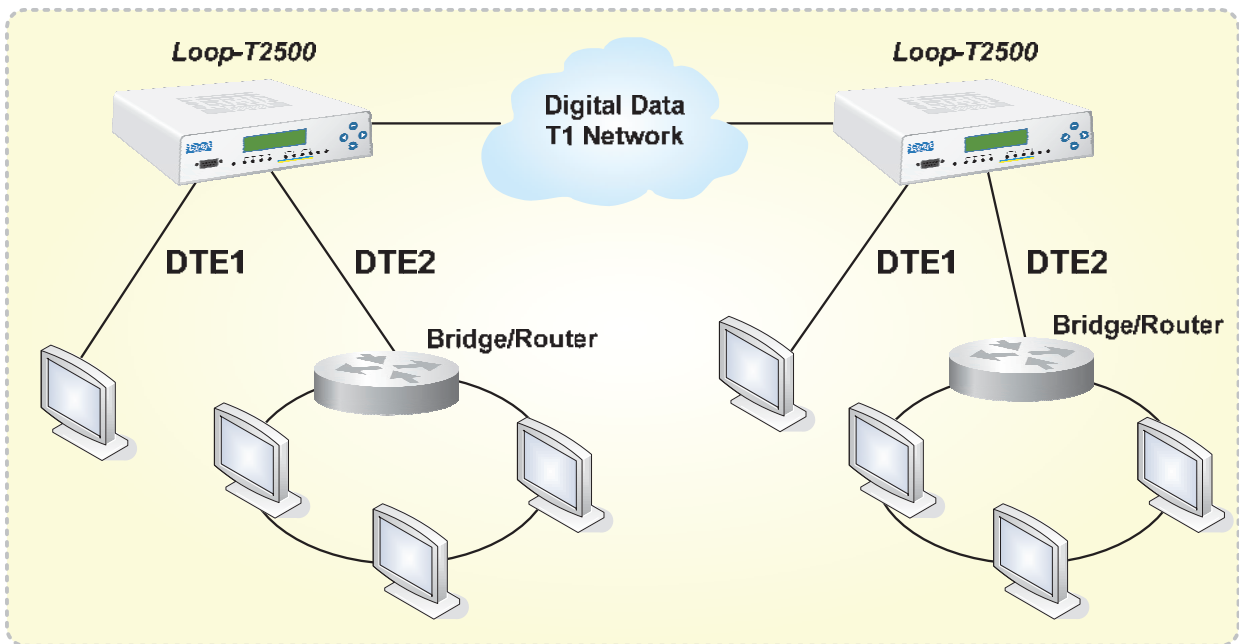 Loop-T2500
Loop-T2500
Digital Data
T1 Network
DTE1
DTE2
DTE1
DTE2
Bridge/Router
Bridge/Router